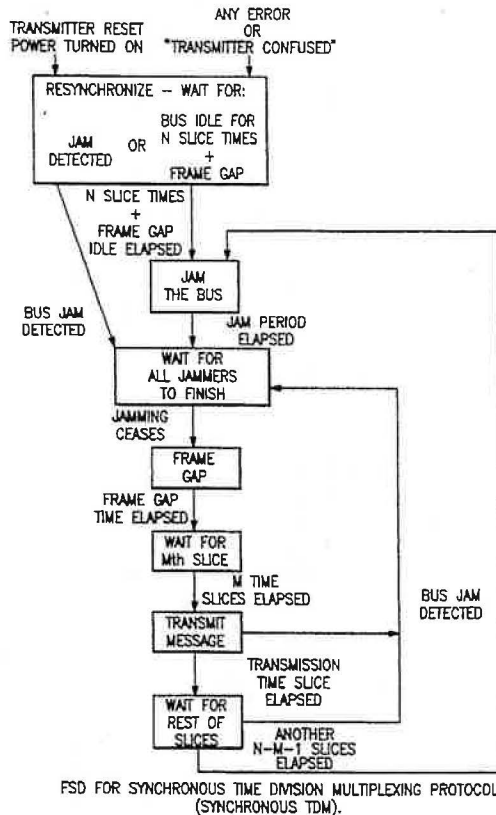 TRANSMITTER RESET
POWER TURNED ON
ANY ERROR
OR
"TRANSMITTER CONFUSED"
RESYNCHRONIZE – WAIT FOR:
JAM
DETECTED
OR
BUS IDLE FOR
N SLICE TIMES
+
FRAME GAP
N SLICE TIMES
+
FRAME GAP
IDLE ELAPSED
JAM
THE BUS
BUS JAM
DETECTED
JAM PERIOD
ELAPSED
WAIT FOR
ALL JAMMERS
TO FINISH
JAMMING
CEASES
FRAME
GAP
FRAME GAP
TIME ELAPSED
WAIT FOR
Mth SLICE
M TIME
SLICES ELAPSED
BUS JAM
DETECTED
TRANSMIT
MESSAGE
TRANSMISSION
TIME SLICE
ELAPSED
WAIT FOR
REST OF
SLICES
ANOTHER
N-M-1 SLICES
ELAPSED
FSD FOR SYNCHRONOUS TIME DIVISION MULTIPLEXING PROTOCOL
(SYNCHRONOUS TDM).